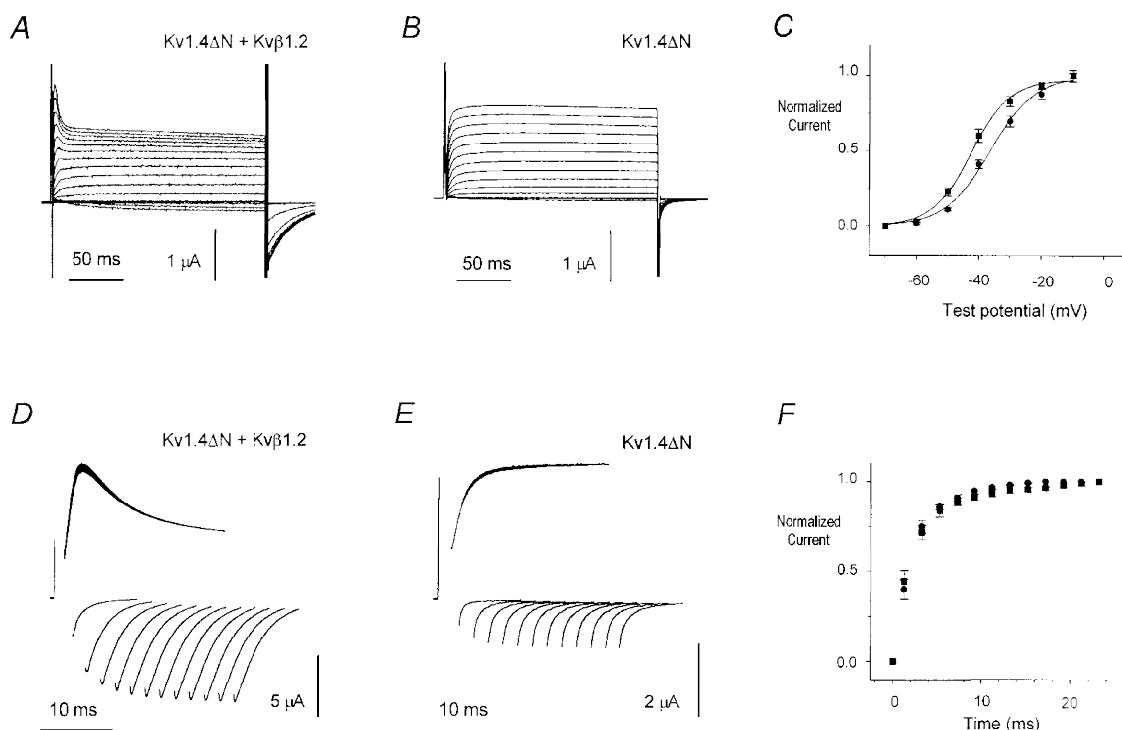 A
Kv1.4ΔN + Kvβ1.2
50 ms
1 μA
B
Kv1.4ΔN
50 ms
1 μA
C
Normalized
Current
1.0
0.5
0.0
-60
-40
-20
0
Test potential (mV)
D
Kv1.4ΔN + Kvβ1.2
10 ms
5 μA
E
Kv1.4ΔN
10 ms
2 μA
F
Normalized
Current
1.0
0.5
0.0
0
10
20
Time (ms)